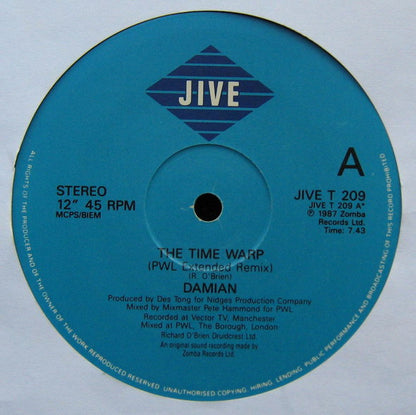 JIVE
STEREO
12" 45 RPM
MCPS/BIEM
A
JIVE T 209
JIVE T 209 A*
℗ 1987 Zomba
Records Ltd.
Time: 7.43
THE TIME WARP
(PWL Extended Remix)
(R. O'Brien)
DAMIAN
Produced by Des Tong for Nidges Production Company
Mixed by Mixmaster Pete Hammond for PWL
Recorded at Vector TV, Manchester
Mixed at PWL, The Borough, London
Richard O'Brien Druidcrest Ltd.
An original sound recording made by
Zomba Records Ltd.
ALL RIGHTS OF THE PRODUCER AND OF THE OWNER OF THE WORK REPRODUCED RESERVED. UNAUTHORISED COPYING, HIRING, LENDING, PUBLIC PERFORMANCE AND BROADCASTING OF THIS RECORD PROHIBITED